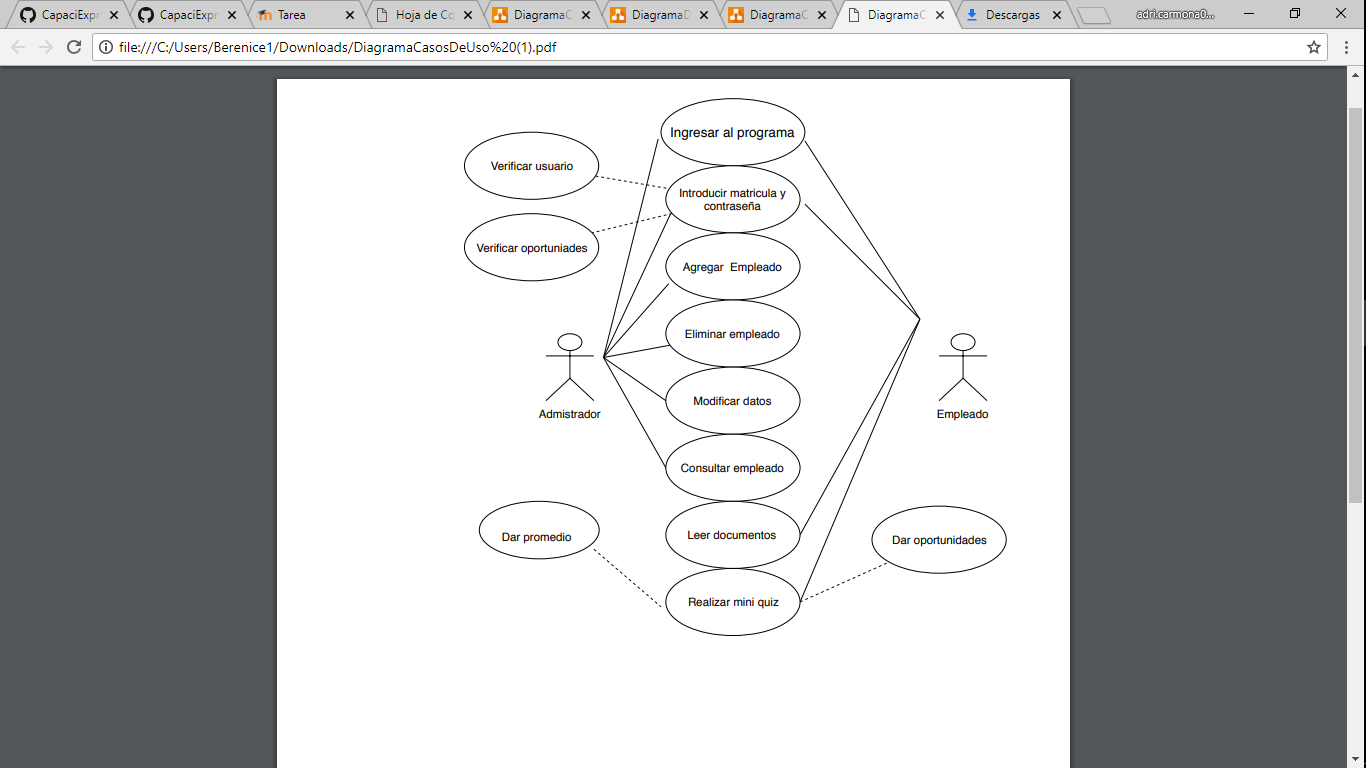 CapaciExpr
CapaciExpr
Tarea
Hoja de Co
DiagramaC
DiagramaD
DiagramaC
DiagramaC
Descargas
adri.carmona0...
file:///C:/Users/Berenice1/Downloads/DiagramaCasosDeUso%20(1).pdf
Ingresar al programa
Verificar usuario
Introducir matricula y
contraseña
Verificar oportuniades
Agregar Empleado
Eliminar empleado
Modificar datos
Admistrador
Empleado
Consultar empleado
Dar promedio
Leer documentos
Dar oportunidades
Realizar mini quiz